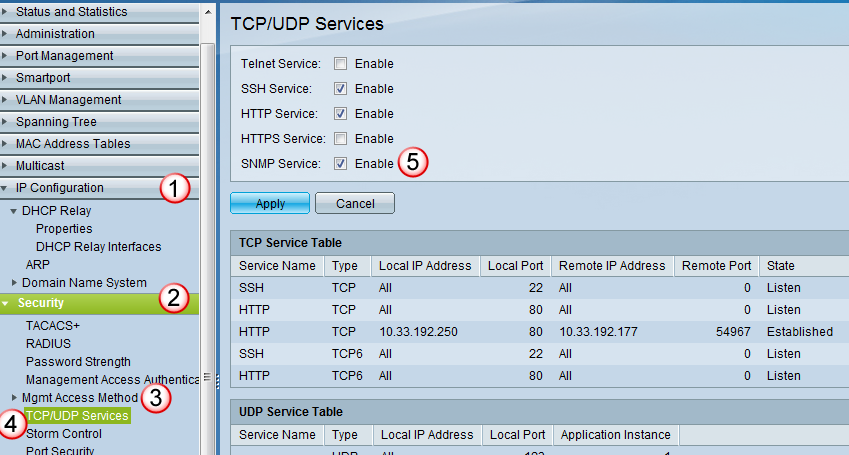 Status and Statistics
Administration
Port Management
Smartport
VLAN Management
Spanning Tree
MAC Address Tables
Multicast
IP Configuration 1
DHCP Relay
Properties
DHCP Relay Interfaces
ARP
Domain Name System
Security 2
TACACS+
RADIUS
Password Strength
Management Access Authentica
Mgmt Access Method 3
4 TCP/UDP Services
Storm Control
Port Security
TCP/UDP Services
Telnet Service: Enable
SSH Service: Enable
HTTP Service: Enable
HTTPS Service: Enable
SNMP Service: Enable 5
Apply Cancel
TCP Service Table
Service Name Type Local IP Address Local Port Remote IP Address Remote Port State
SSH TCP All 22 All 0 Listen
HTTP TCP All 80 All 0 Listen
HTTP TCP 10.33.192.250 80 10.33.192.177 54967 Established
SSH TCP6 All 22 All 0 Listen
HTTP TCP6 All 80 All 0 Listen
UDP Service Table
Service Name Type Local IP Address Local Port Application Instance
UDP All 1